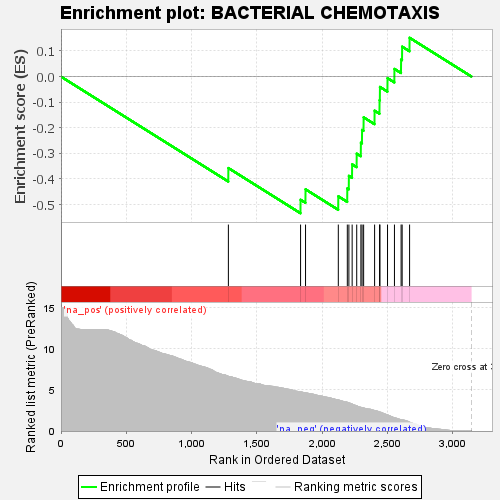 Enrichment plot: BACTERIAL CHEMOTAXIS
Enrichment score (ES)
0.1
0.0
-0.1
-0.2
-0.3
-0.4
-0.5
'na_pos' (positively correlated)
Ranked list metric (PreRanked)
15
10
5
0
Zero cross at
'na_neg' (negatively correlated)
0
500
1,000
1,500
2,000
2,500
3,000
Rank in Ordered Dataset
Enrichment profile
Hits
Ranking metric scores